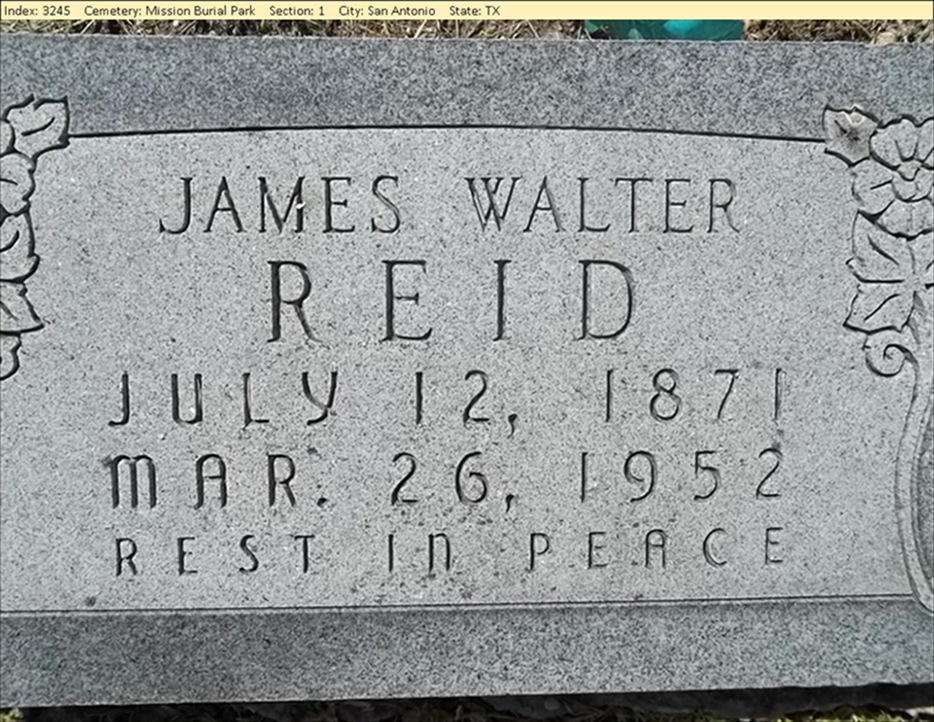 Index: 3245 Cemetery: Mission Burial Park Section: 1 City: San Antonio State: TX
JAMES WALTER
REID
JULY 12, 1871
MAR. 26, 1952
REST IN PEACE